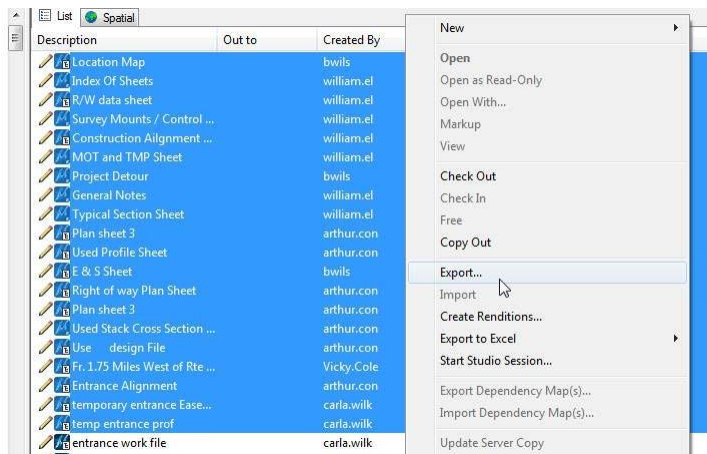 List Spatial
Description Out to Created By
Location Map bwils
Index Of Sheets william.el
R/W data sheet william.el
Survey Mounts / Control ... william.el
Construction Ailgnment ... william.el
MOT and TMP Sheet william.el
Project Detour bwils
General Notes william.el
Typical Section Sheet william.el
Plan sheet 3 arthur.con
Used Profile Sheet arthur.con
E & S Sheet bwils
Right of way Plan Sheet arthur.con
Plan sheet 3 arthur.con
Used Stack Cross Section ... arthur.con
Use design File arthur.con
Fr. 1.75 Miles West of Rte ... Vicky.Cole
Entrance Alignment arthur.con
temporary entrance Ease... carla.wilk
temp entrance prof carla.wilk
entrance work file carla.wilk
New
Open
Open as Read-Only
Open With...
Markup
View
Check Out
Check In
Free
Copy Out
Export...
Import
Create Renditions...
Export to Excel
Start Studio Session...
Export Dependency Map(s)...
Import Dependency Map(s)...
Update Server Copy